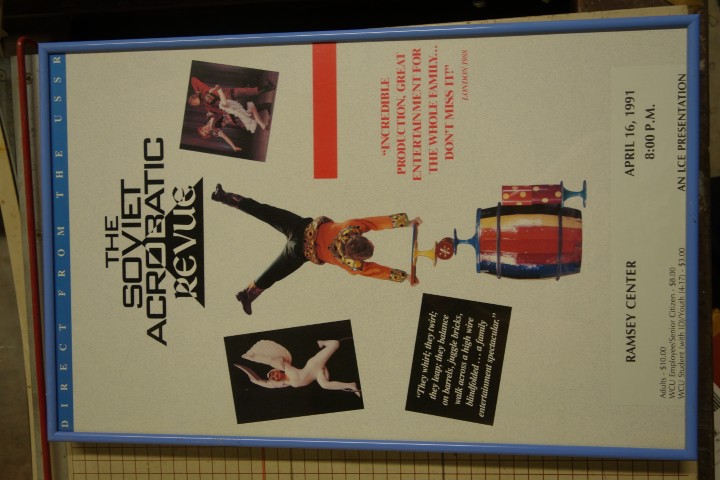 DIRECT FROM THE USSR
THE
SOVIET
ACROBATIC
REVUE
"INCREDIBLE
PRODUCTION, GREAT
ENTERTAINMENT FOR
THE WHOLE FAMILY...
DON'T MISS IT!"
LONDON 1988
"They whirl; they twirl;
they leap; they balance
on barrels, juggle bricks,
walk across a high wire
blindfolded . . . a family
entertainment spectacular."
RAMSEY CENTER
APRIL 16, 1991
8:00 P.M.
Adults - $10.00
WCU Employee/Senior Citizen - $8.00
WCU Student (with ID)/Youth (4-17) - $3.00
AN LCE PRESENTATION